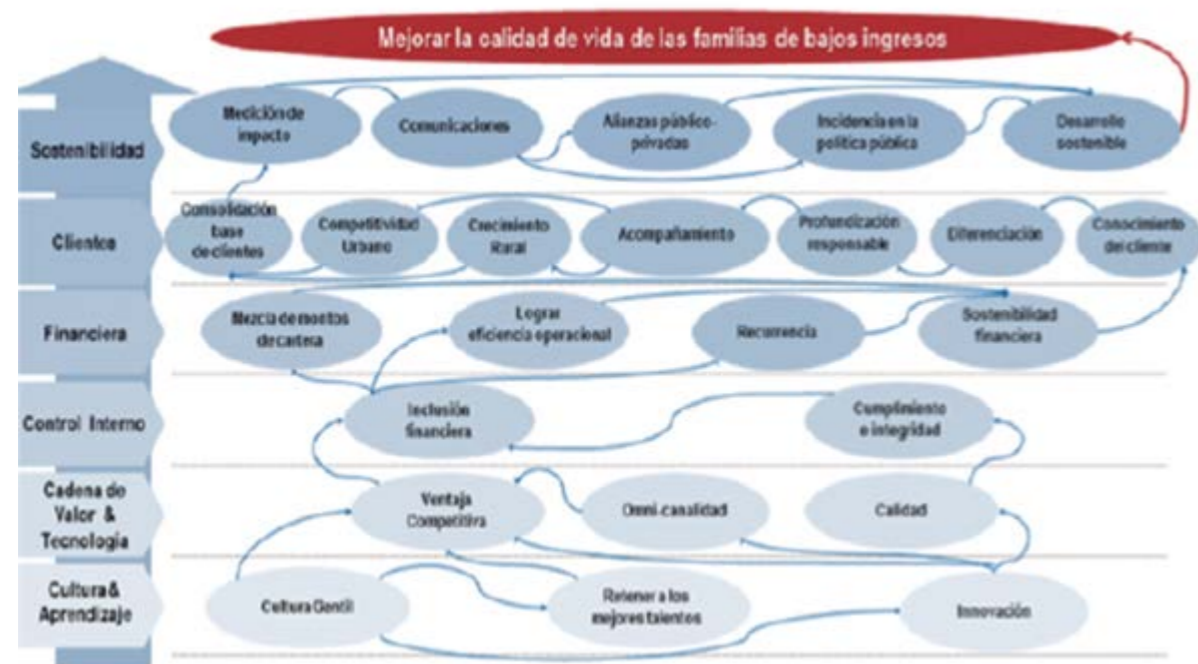 Mejorar la calidad de vida de las familias de bajos ingresos
Sostenibilidad
Medición de
impacto
Comunicaciones
Alianzas público-
privadas
Incidencia en la
política pública
Desarrollo
sostenible
Clientes
Consolidación
base
de clientes
Competitividad
Urbano
Crecimiento
Rural
Acompañamiento
Profundización
responsable
Diferenciación
Conocimiento
del cliente
Financiera
Mezcla de montos
de cartera
Lograr
eficiencia operacional
Recurrencia
Sostenibilidad
financiera
Control Interno
Inclusión
financiera
Cumplimiento
e integridad
Cadena de
Valor &
Tecnología
Ventaja
Competitiva
Omni-canalidad
Calidad
Cultura &
Aprendizaje
Cultura Gentil
Retener a los
mejores talentos
Innovación